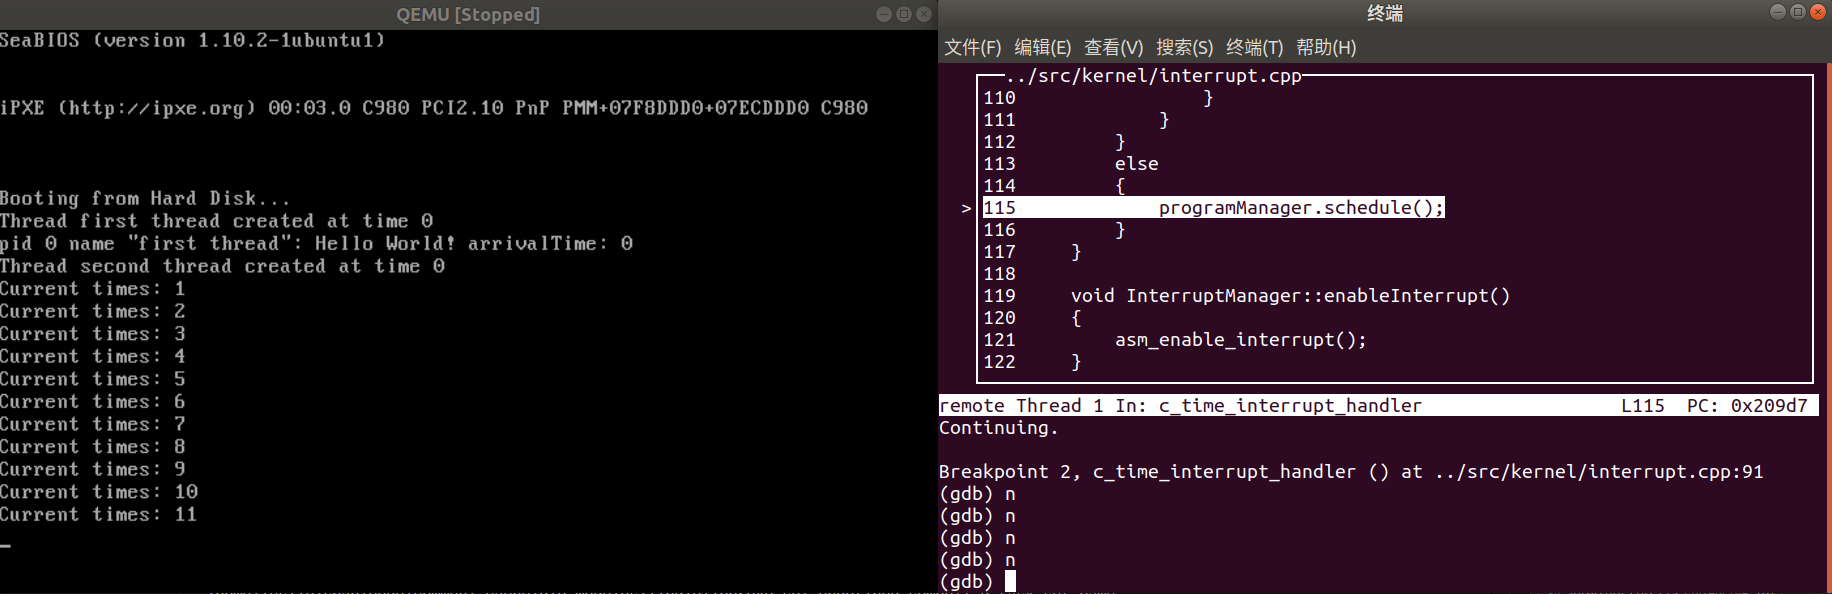 QEMU [Stopped]
SeaBIOS (version 1.10.2-1ubuntu1)
iPXE (http://ipxe.org) 00:03.0 C980 PCI2.10 PnP PMM+07F8DDD0+07ECDDD0 C980
Booting from Hard Disk...
Thread first thread created at time 0
pid 0 name "first thread": Hello World! arrivalTime: 0
Thread second thread created at time 0
Current times: 1
Current times: 2
Current times: 3
Current times: 4
Current times: 5
Current times: 6
Current times: 7
Current times: 8
Current times: 9
Current times: 10
Current times: 11
_
终端
文件(F) 编辑(E) 查看(V) 搜索(S) 终端(T) 帮助(H)
../src/kernel/interrupt.cpp
110                 }
111             }
112         }
113         else
114         {
> 115             programManager.schedule();
116         }
117     }
118
119     void InterruptManager::enableInterrupt()
120     {
121         asm_enable_interrupt();
122     }
remote Thread 1 In: c_time_interrupt_handler L115 PC: 0x209d7
Continuing.
Breakpoint 2, c_time_interrupt_handler () at ../src/kernel/interrupt.cpp:91
(gdb) n
(gdb) n
(gdb) n
(gdb) n
(gdb)